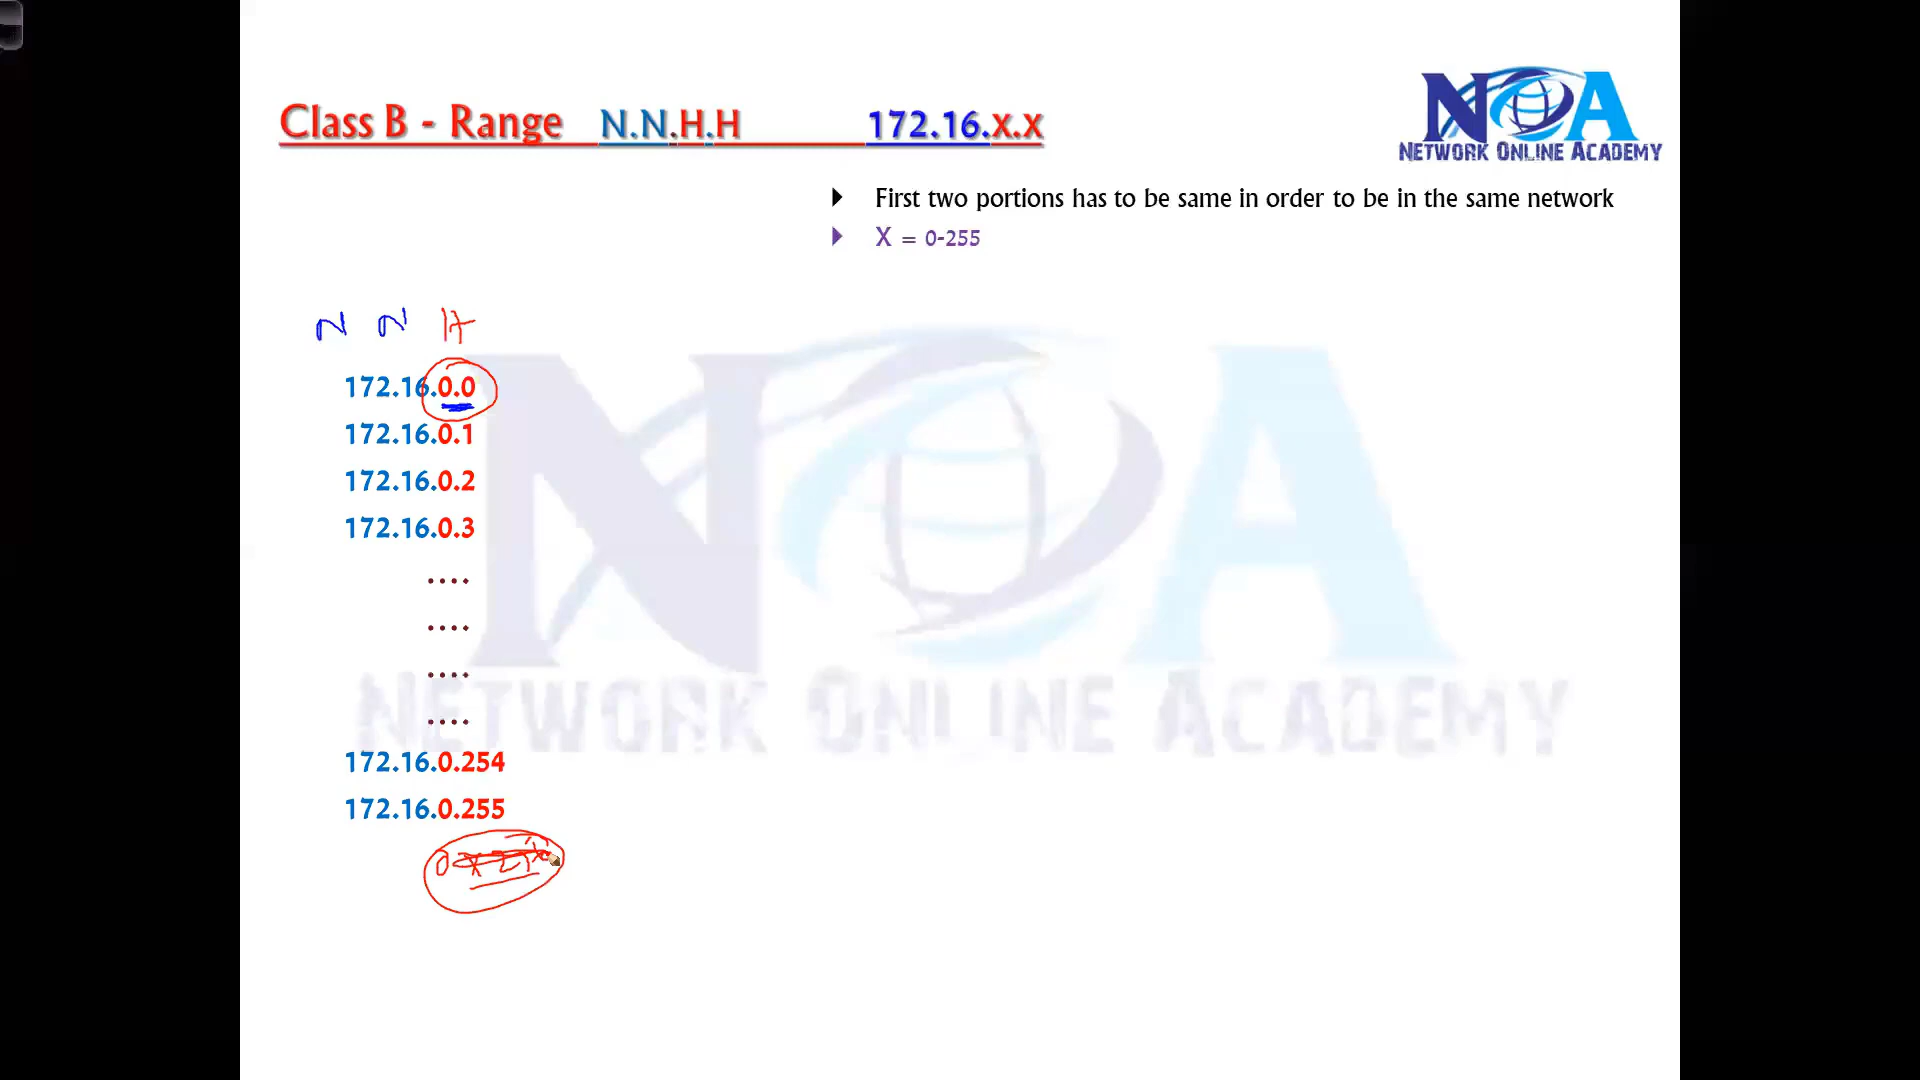 Class B - Range N.N.H.H 172.16.x.x
NOA
NETWORK ONLINE ACADEMY
First two portions has to be same in order to be in the same network
X = 0-255
N N H
172.16.0.0
172.16.0.1
172.16.0.2
172.16.0.3
....
....
....
....
172.16.0.254
172.16.0.255
NOA
NETWORK ONLINE ACADEMY